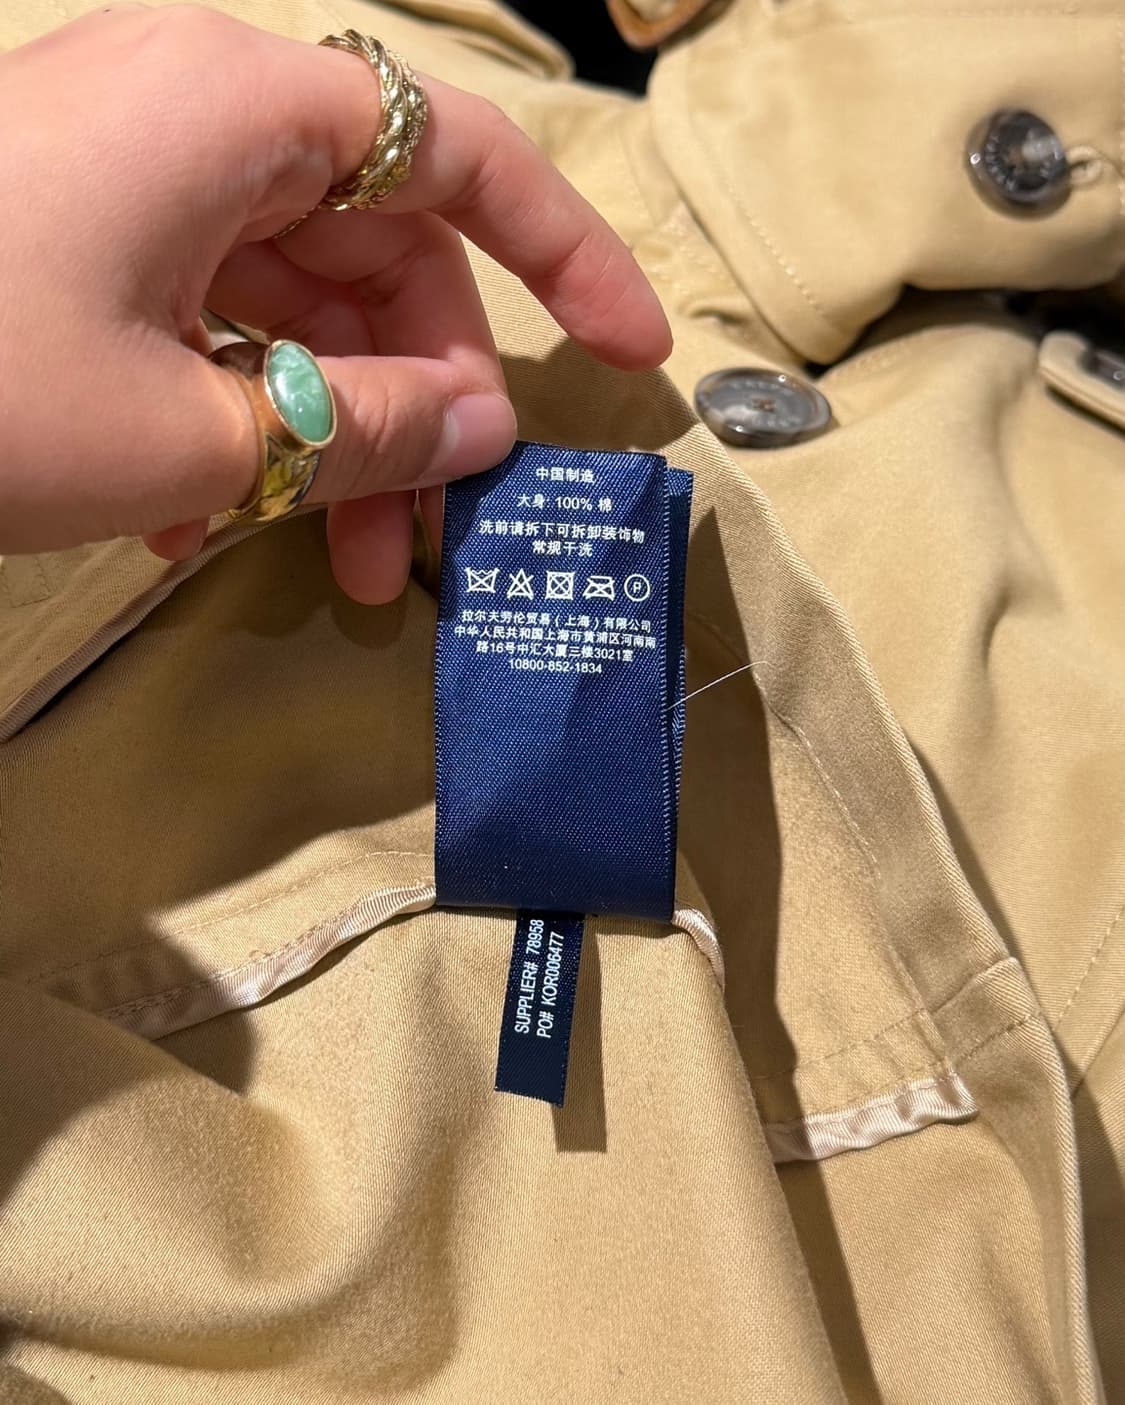 中国制造
大身: 100% 棉
洗前请拆下可拆卸装饰物
常规干洗
P
拉尔夫劳伦贸易(上海)有限公司
中华人民共和国上海市黄浦区河南南
路16号中汇大厦三楼3021室
10800-852-1834
SUPPLIER# 78958
PO# KOR006477